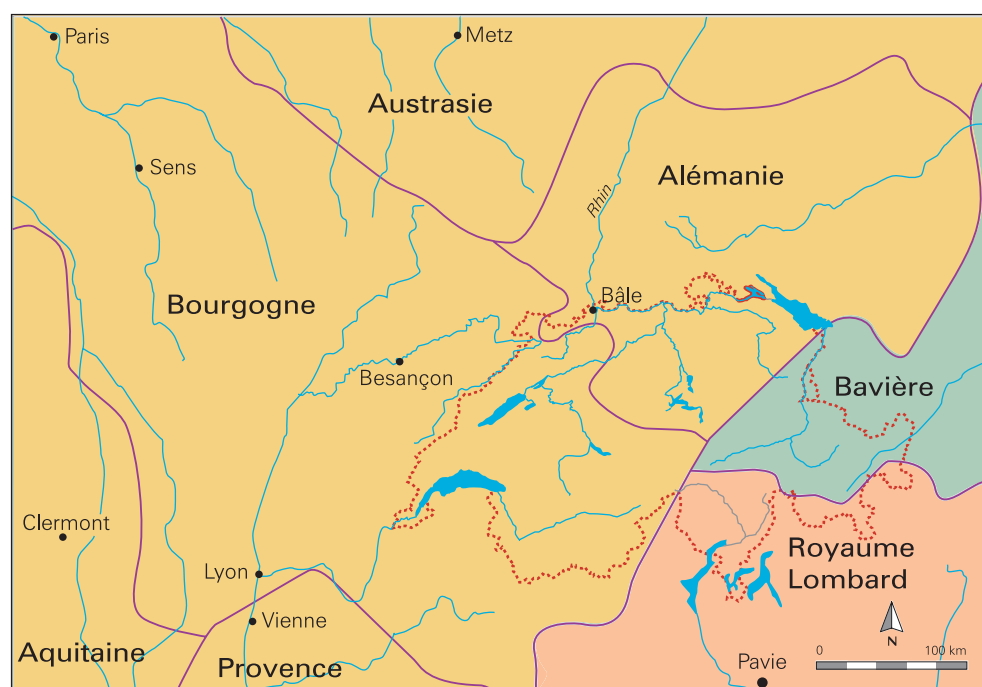 Paris
Metz
Austrasie
Sens
Alémanie
Rhin
Bourgogne
Bâle
Besançon
Bavière
Clermont
Royaume
Lombard
Lyon
Vienne
N
Aquitaine
Provence
Pavie
0 100 km